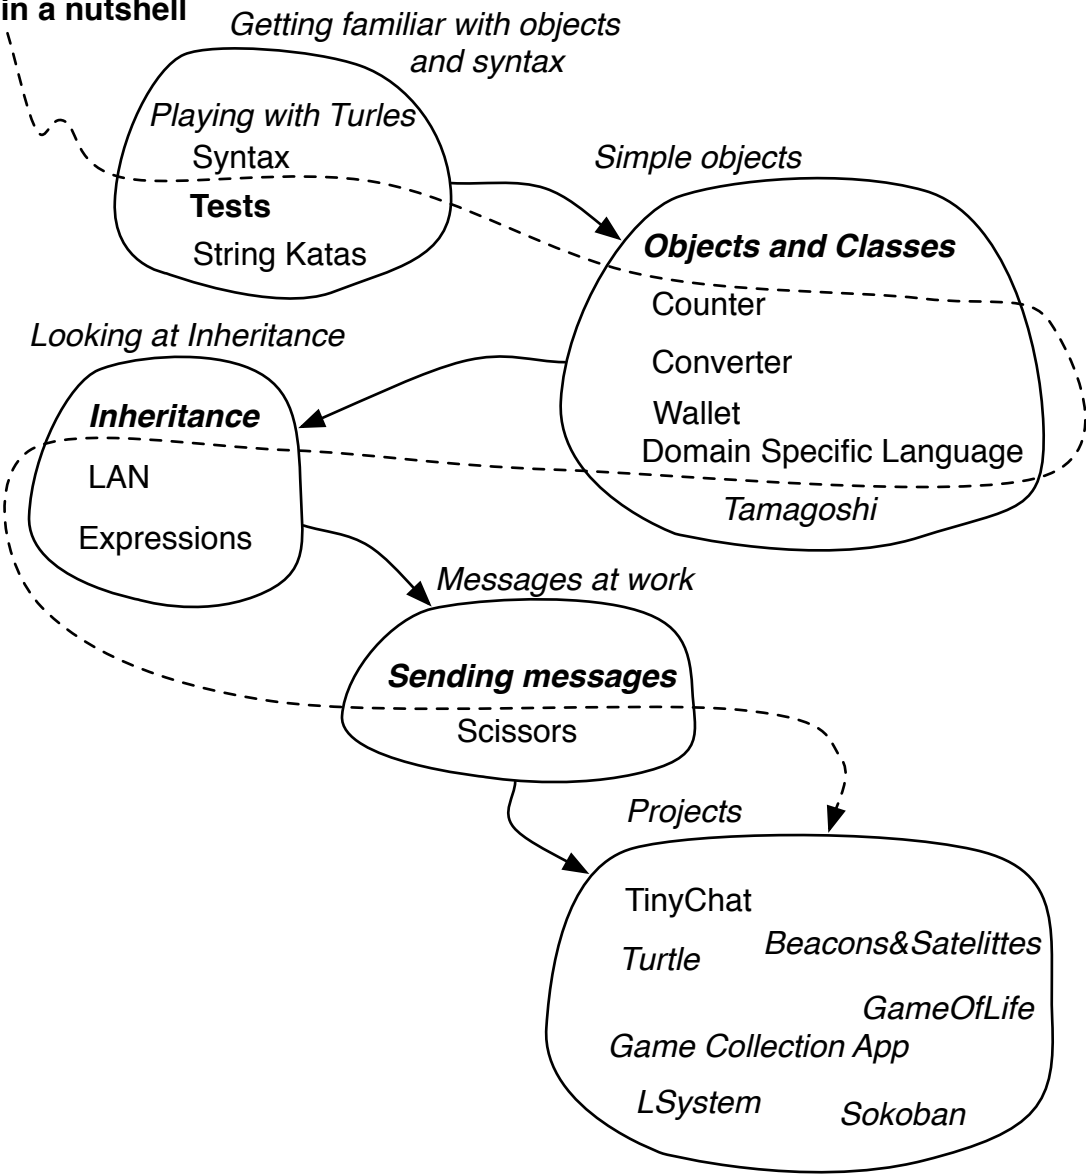 in a nutshell
Getting familiar with objects
and syntax
Playing with Turles
Syntax
Tests
String Katas
Simple objects
Objects and Classes
Counter
Converter
Wallet
Domain Specific Language
Tamagoshi
Looking at Inheritance
Inheritance
LAN
Expressions
Messages at work
Sending messages
Scissors
Projects
TinyChat
Turtle
Beacons&Satelittes
GameOfLife
Game Collection App
LSystem
Sokoban